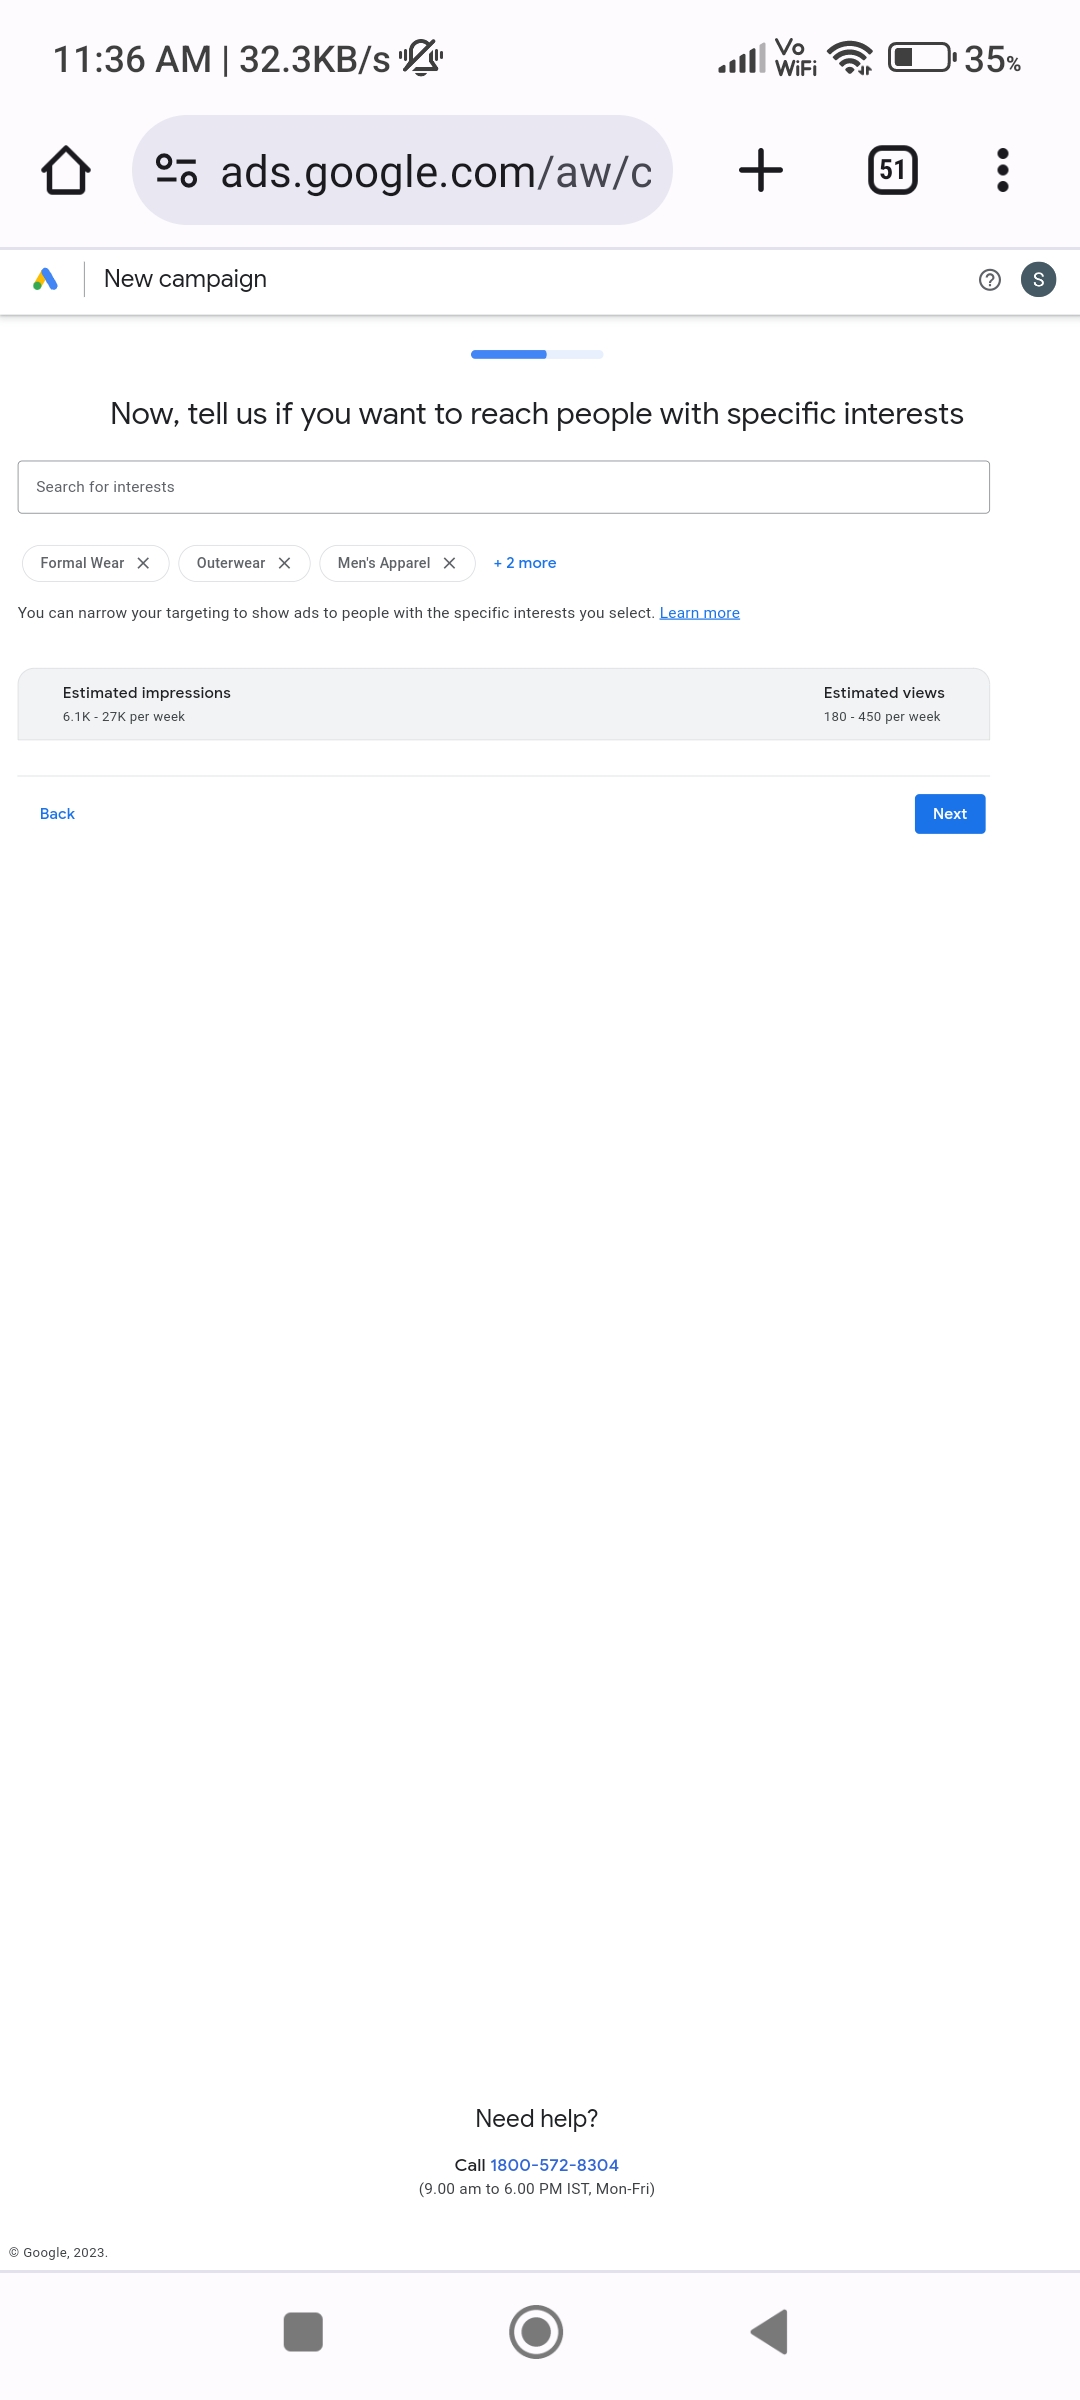 11:36 AM | 32.3KB/s Vo WiFi 35%
ads.google.com/aw/c 51
New campaign S
Now, tell us if you want to reach people with specific interests
Search for interests
Formal Wear Outerwear Men's Apparel + 2 more
You can narrow your targeting to show ads to people with the specific interests you select. Learn more
Estimated impressions Estimated views
6.1K - 27K per week 180 - 450 per week
Back Next
Need help?
Call 1800-572-8304
(9.00 am to 6.00 PM IST, Mon-Fri)
© Google, 2023.